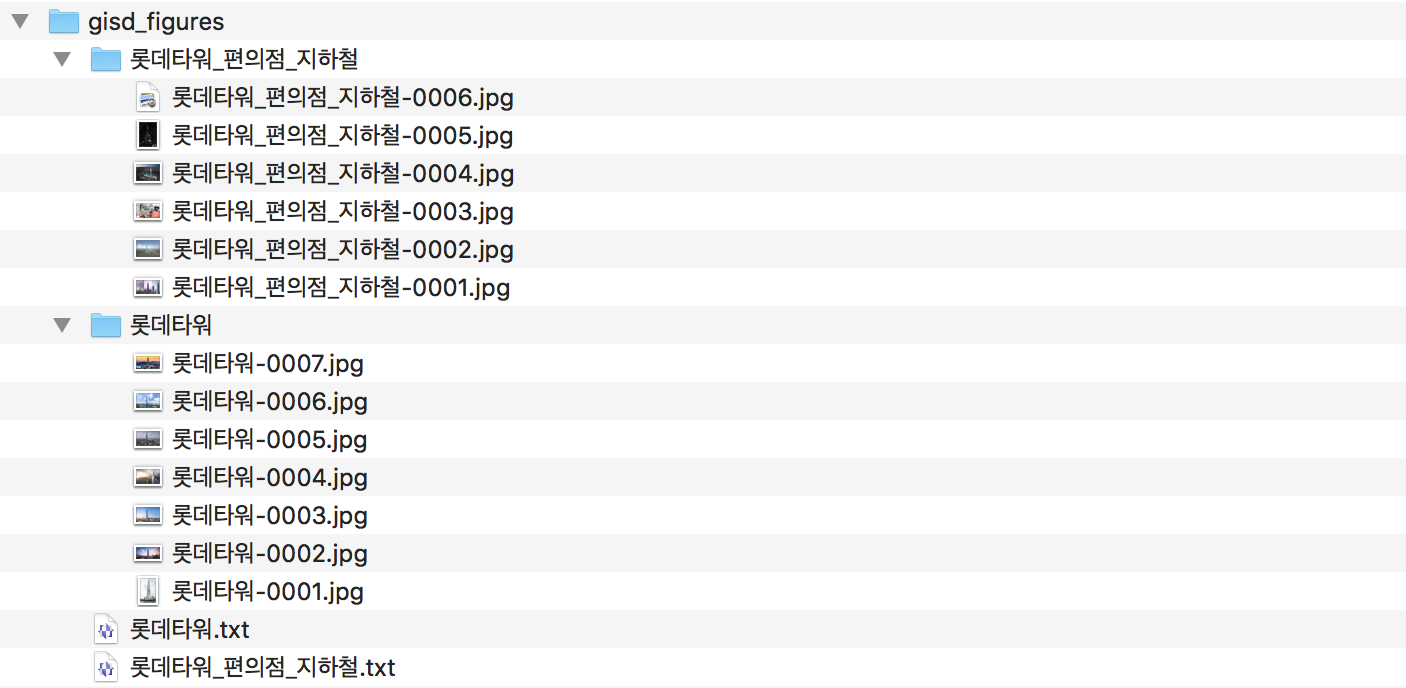 gisd_figures
롯데타워_편의점_지하철
롯데타워_편의점_지하철-0006.jpg
롯데타워_편의점_지하철-0005.jpg
롯데타워_편의점_지하철-0004.jpg
롯데타워_편의점_지하철-0003.jpg
롯데타워_편의점_지하철-0002.jpg
롯데타워_편의점_지하철-0001.jpg
롯데타워
롯데타워-0007.jpg
롯데타워-0006.jpg
롯데타워-0005.jpg
롯데타워-0004.jpg
롯데타워-0003.jpg
롯데타워-0002.jpg
롯데타워-0001.jpg
롯데타워.txt
롯데타워_편의점_지하철.txt